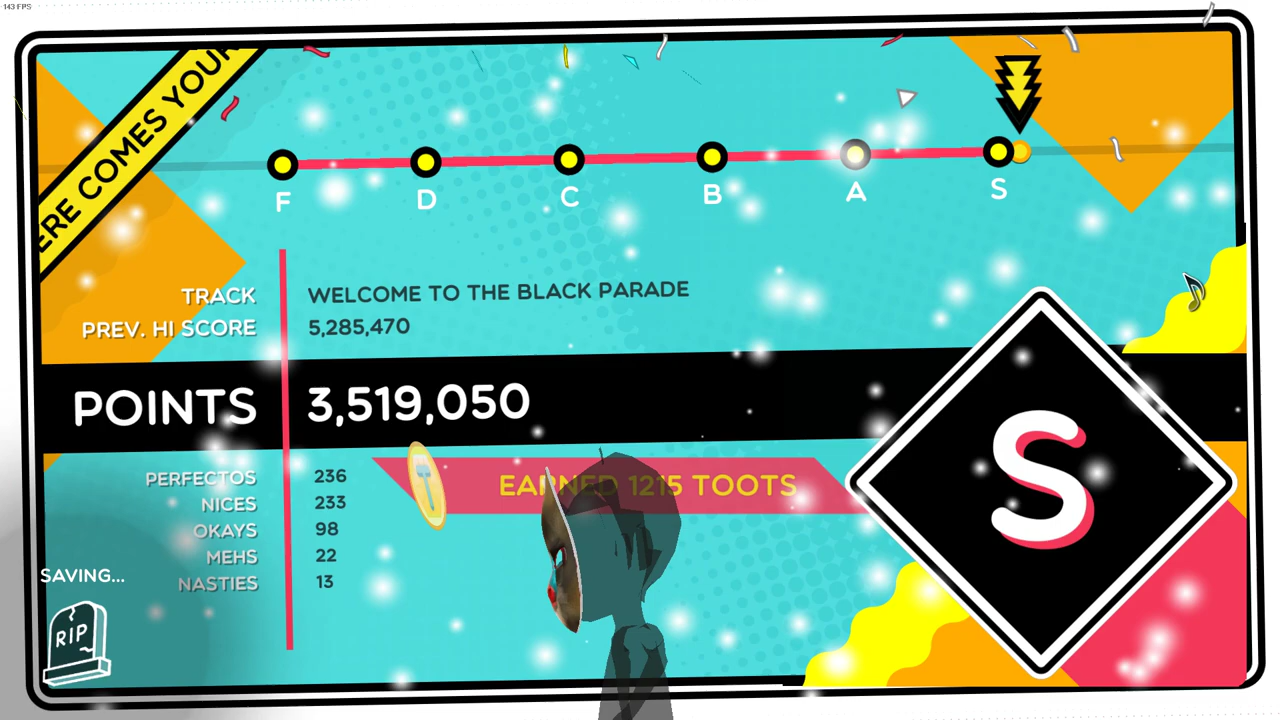 143 FPS
ERE COMES YOUR
F D C B A S
TRACK WELCOME TO THE BLACK PARADE
PREV. HI SCORE 5,285,470
POINTS 3,519,050
PERFECTOS 236
NICES 233
OKAYS 98
MEHS 22
NASTIES 13
EARNED 1215 TOOTS
S
SAVING...
RIP